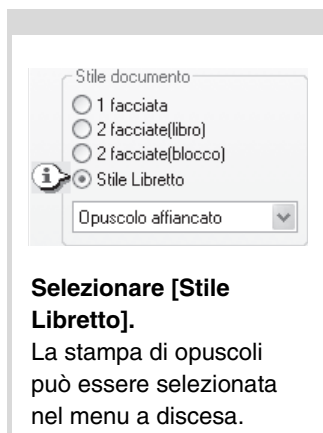 Stile documento
1 facciata
2 facciate(libro)
2 facciate(blocco)
Stile Libretto
Opuscolo affiancato
Selezionare [Stile
Libretto].
La stampa di opuscoli
può essere selezionata
nel menu a discesa.